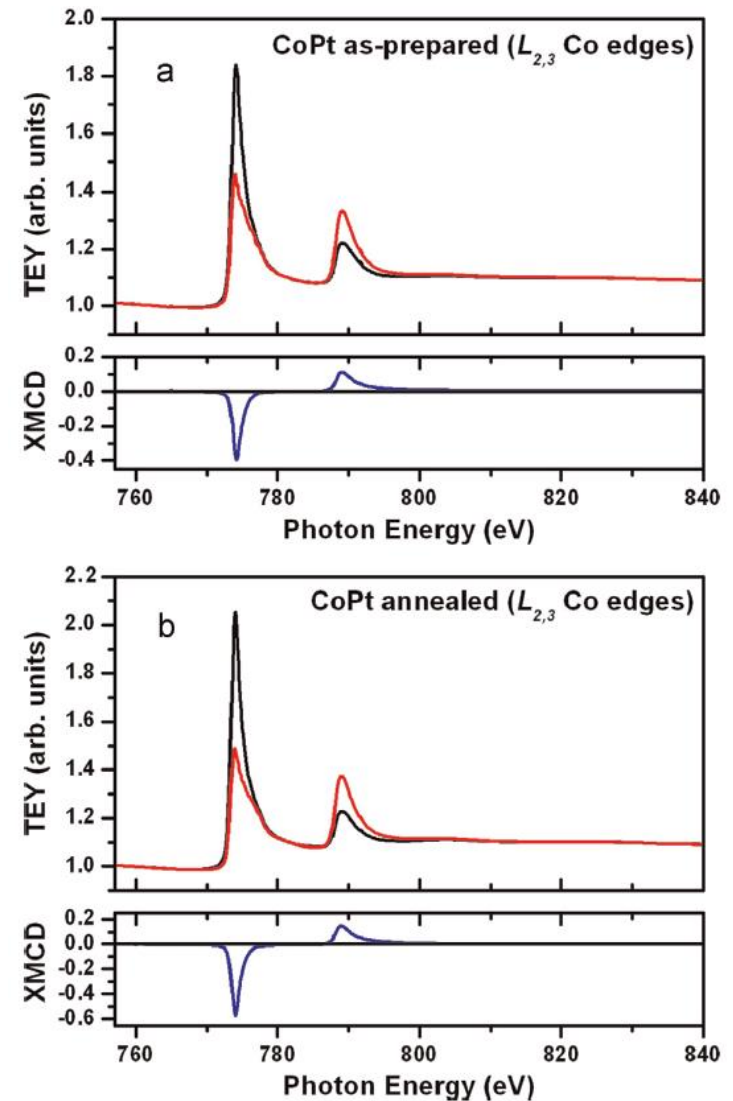 2.0
CoPt as-prepared (L2,3 Co edges)
a
1.8
1.6
1.4
1.2
1.0
TEY (arb. units)
0.2
0.0
-0.2
-0.4
XMCD
760 780 800 820 840
Photon Energy (eV)
2.2
CoPt annealed (L2,3 Co edges)
b
2.0
1.8
1.6
1.4
1.2
1.0
TEY (arb. units)
0.2
0.0
-0.2
-0.4
-0.6
XMCD
760 780 800 820 840
Photon Energy (eV)